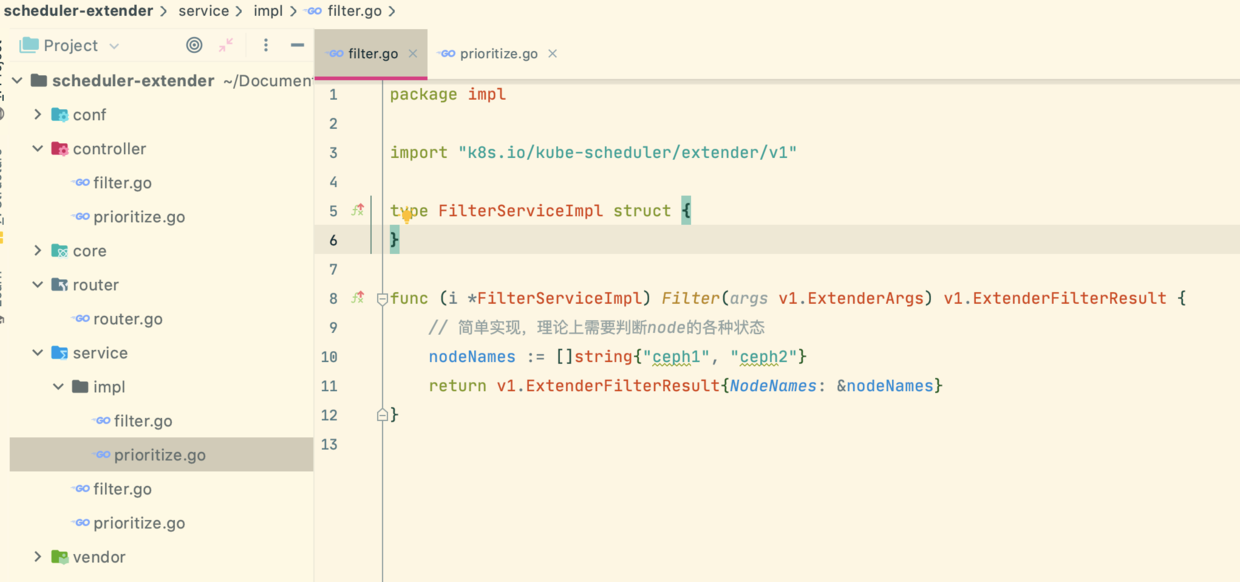 scheduler-extender > service > impl > filter.go >
Project
filter.go × prioritize.go ×
scheduler-extender ~/Documen
conf
controller
filter.go
prioritize.go
core
router
router.go
service
impl
filter.go
prioritize.go
filter.go
prioritize.go
vendor
1 package impl
2
3 import "k8s.io/kube-scheduler/extender/v1"
4
5 type FilterServiceImpl struct {
6 }
7
8 func (i *FilterServiceImpl) Filter(args v1.ExtenderArgs) v1.ExtenderFilterResult {
9 // 简单实现，理论上需要判断node的各种状态
10 nodeNames := []string{"ceph1", "ceph2"}
11 return v1.ExtenderFilterResult{NodeNames: &nodeNames}
12 }
13